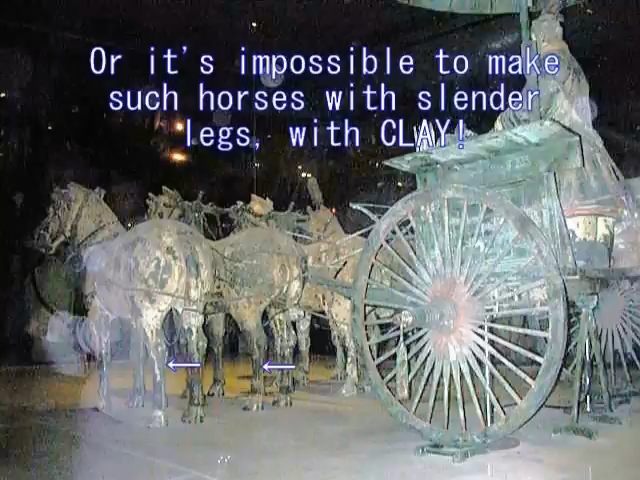 Or it's impossible to make
such horses with slender
legs, with CLAY!